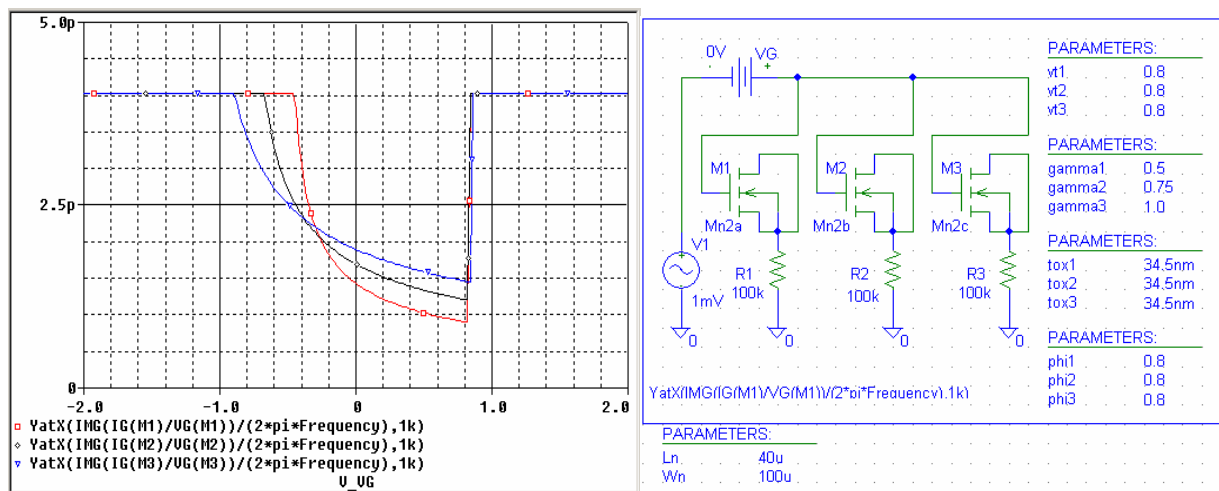 5.0p
2.5p
0
-2.0 -1.0 0 1.0 2.0
YatX(IMG(IG(M1)/VG(M1))/(2*pi*Frequency),1k)
YatX(IMG(IG(M2)/VG(M2))/(2*pi*Frequency),1k)
YatX(IMG(IG(M3)/VG(M3))/(2*pi*Frequency),1k)
V_VG
0V VG
+
M1 M2 M3
Mn2a Mn2b Mn2c
V1
+
1mV
R1 R2 R3
100k 100k 100k
0 0 0 0
YatX(IMG(IG(M1)/VG(M1))/(2*pi*Frequency),1k)
PARAMETERS:
vt1 0.8
vt2 0.8
vt3 0.8
PARAMETERS:
gamma1 0.5
gamma2 0.75
gamma3 1.0
PARAMETERS:
tox1 34.5nm
tox2 34.5nm
tox3 34.5nm
PARAMETERS:
phi1 0.8
phi2 0.8
phi3 0.8
PARAMETERS:
Ln 40u
Wn 100u